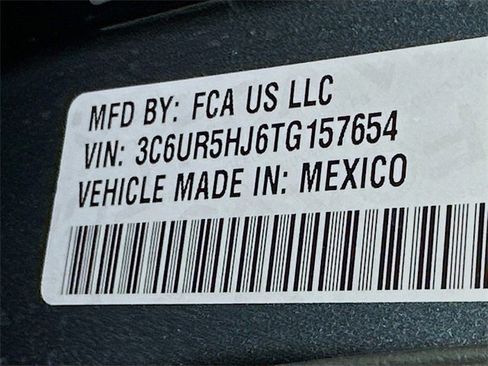 MFD BY: FCA US LLC
VIN: 3C6UR5HJ6TG157654
VEHICLE MADE IN: MEXICO